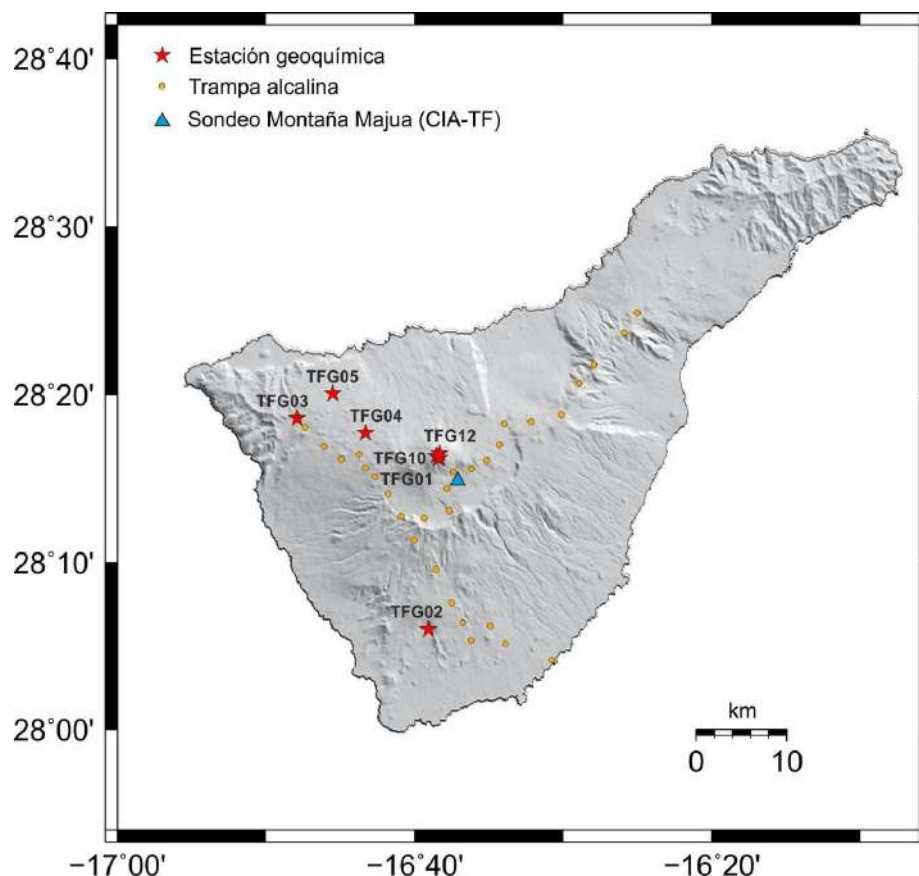 Estación geoquímica
Trampa alcalina
Sondeo Montaña Majua (CIA-TF)
28°40'
28°30'
28°20'
28°10'
28°00'
TFG05
TFG03
TFG04
TFG12
TFG10
TFG01
TFG02
km
0 10
−17°00' −16°40' −16°20'